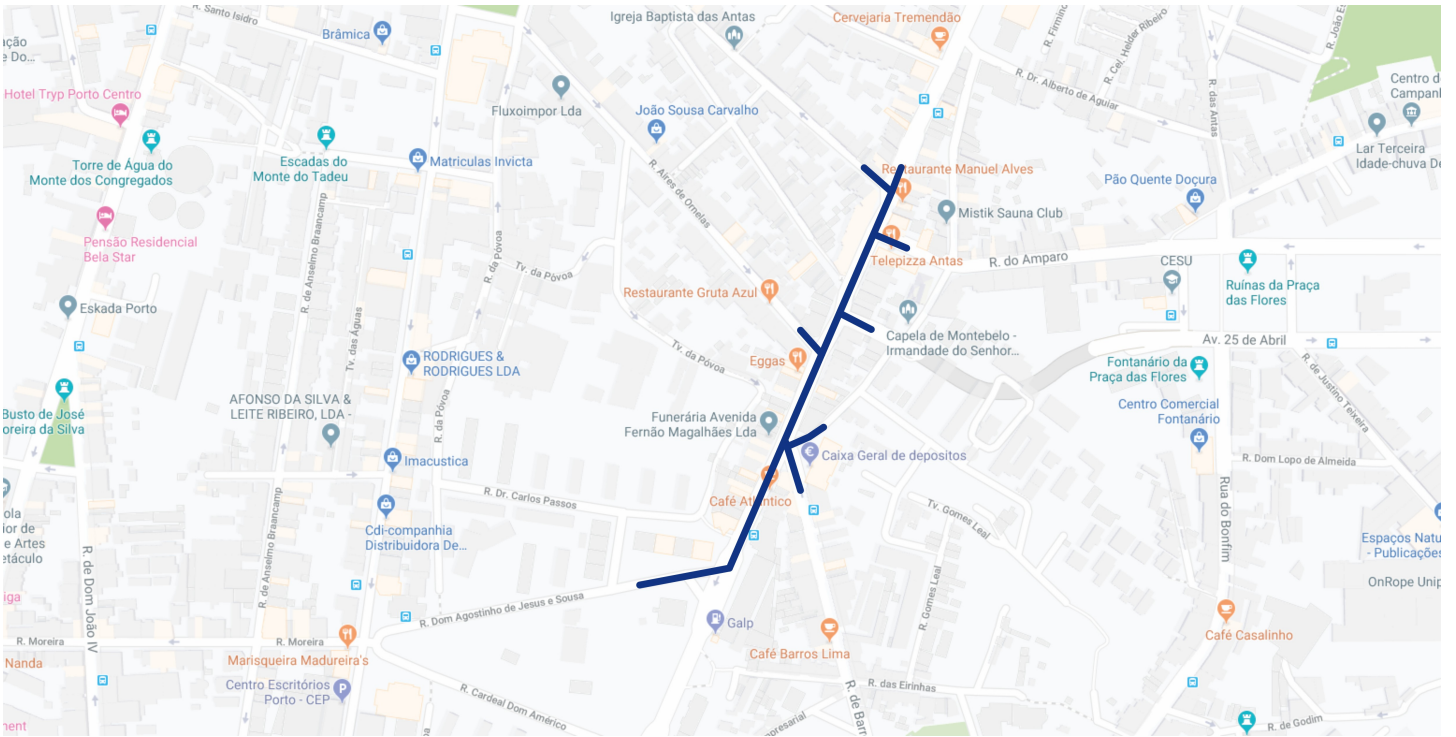 R. Santo Isidro
Igreja Baptista das Antas
Cervejaria Tremendão
Brâmica
R. Cel. Helder Ribeiro
ação
e Do...
R. Dr. Alberto de Aguiar
R. das Antas
Hotel Tryp Porto Centro
Fluxoimpor Lda
João Sousa Carvalho
Torre de Água do
Monte dos Congregados
Escadas do
Monte do Tadeu
Matriculas Invicta
R. Aires de Ornelas
Restaurante Manuel Alves
Pão Quente Doçura
Lar Terceira
Idade-chuva De
Mistik Sauna Club
Pensão Residencial
Bela Star
R. de Anselmo Braancamp
R. da Póvoa
Tv. da Póvoa
Telepizza Antas
R. do Amparo
CESU
Ruínas da Praça
das Flores
Eskada Porto
Tv. das Águas
Restaurante Gruta Azul
Capela de Montebelo -
Irmandade do Senhor...
Av. 25 de Abril
RODRIGUES &
RODRIGUES LDA
Tv. da Póvoa
Eggas
Fontanário da
Praça das Flores
R. de Justino Teixeira
Busto de José
oreira da Silva
AFONSO DA SILVA &
LEITE RIBEIRO, LDA -
R. da Póvoa
Funerária Avenida
Fernão Magalhães Lda
Centro Comercial
Fontanário
Imacustica
€
Caixa Geral de depositos
R. Dom Lopo de Almeida
R. Dr. Carlos Passos
Café Atlântico
Tv. Gomes Leal
Rua do Bonfim
ola
ior de
e Artes
etáculo
R. de Anselmo Braancamp
Cdi-companhia
Distribuidora De...
Espaços Natu
- Publicações
R. de Dom João IV
R. Gomes Leal
OnRope Unip
iga
R. Dom Agostinho de Jesus e Sousa
Galp
Café Casalinho
R. Moreira
R. Moreira
Nanda
Marisqueira Madureira's
Café Barros Lima
Centro Escritórios
Porto - CEP
P
R. Cardeal Dom Américo
R. das Eirinhas
R. de Barr
ment
presarial
R. de Godim